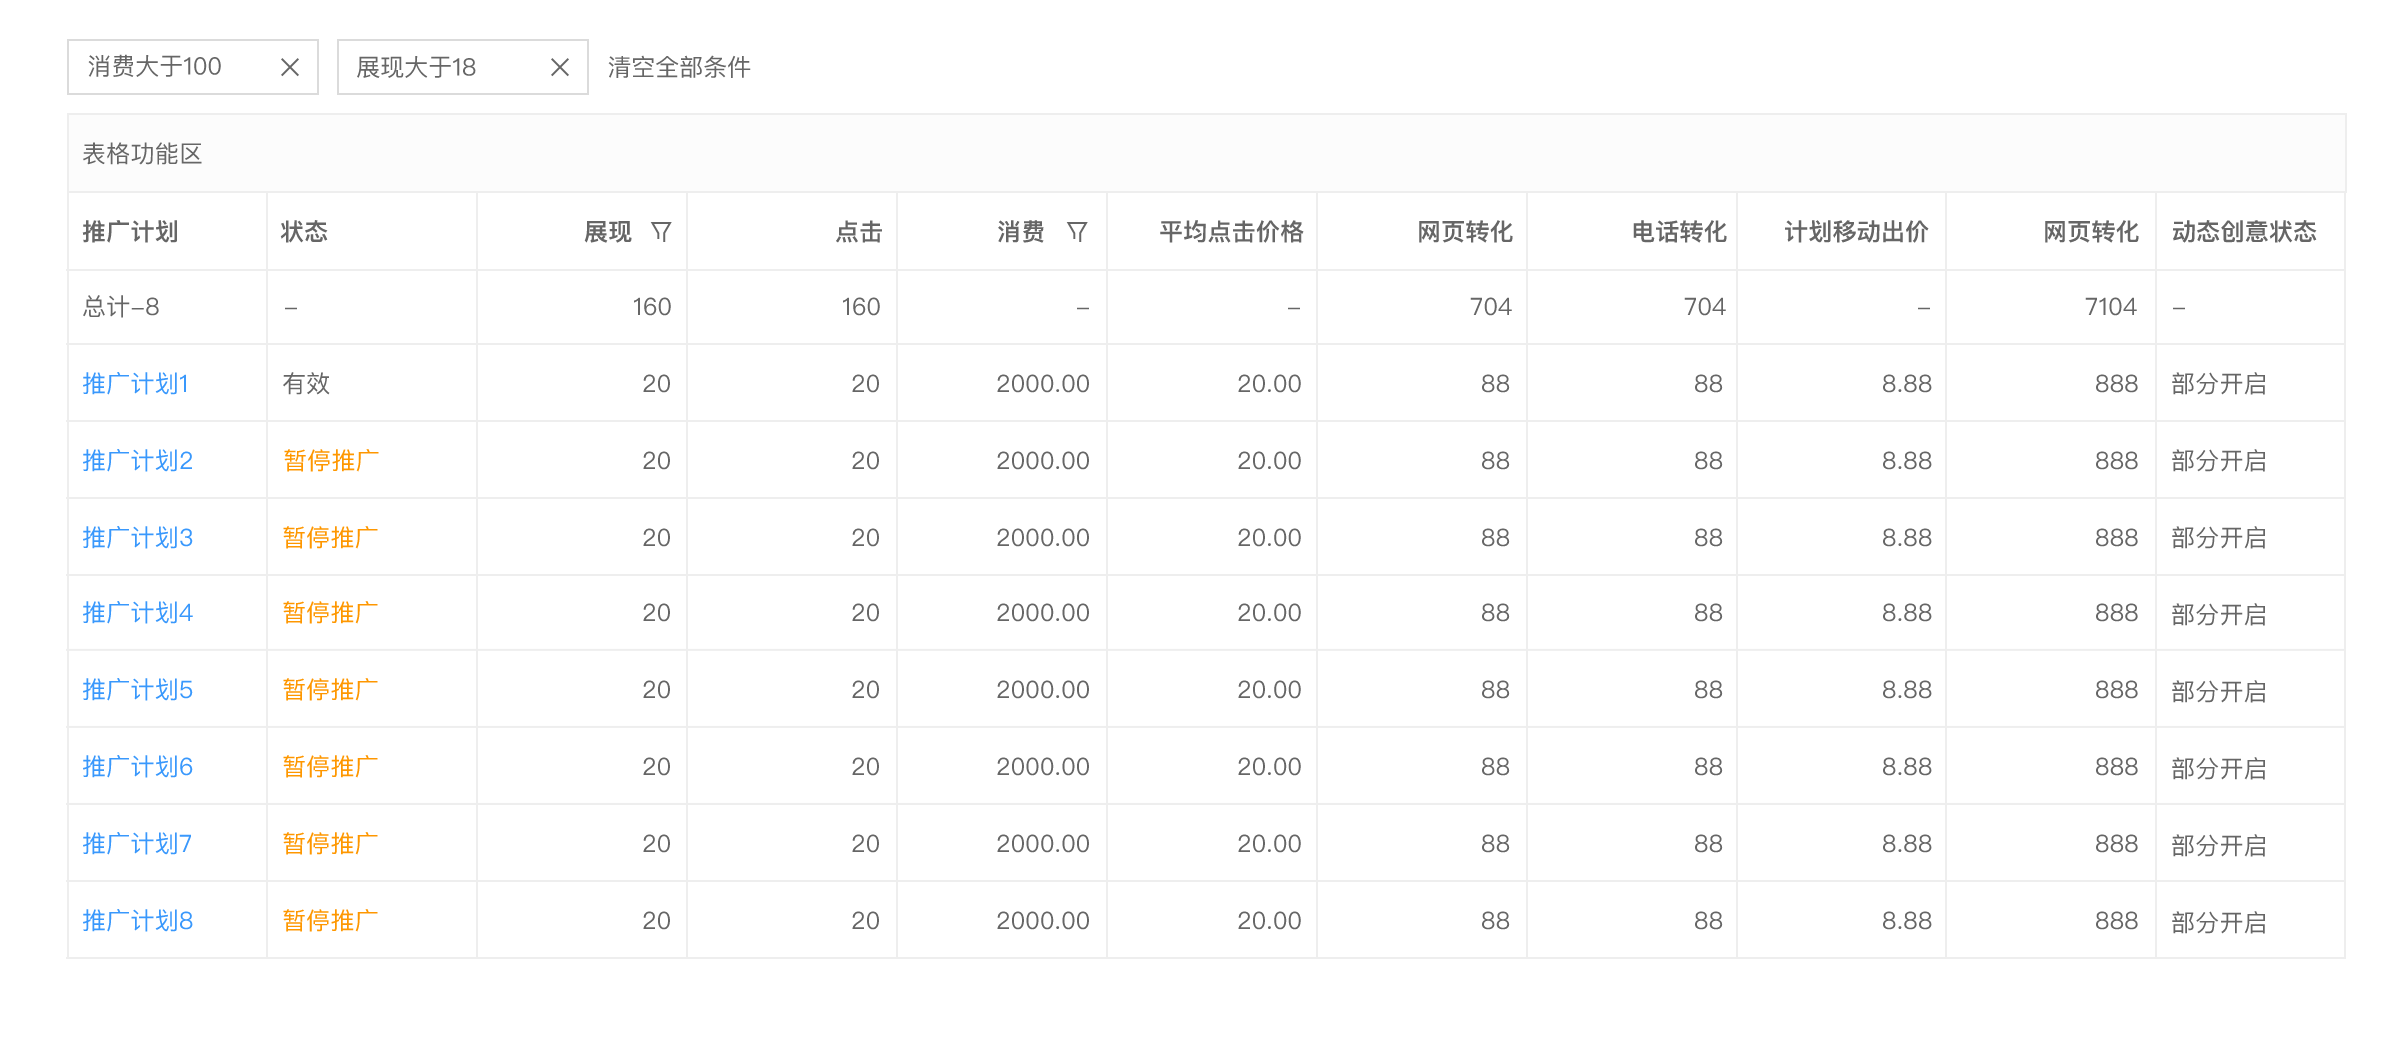 消费大于100 展现大于18 清空全部条件
表格功能区
推广计划 状态 展现 点击 消费 平均点击价格 网页转化 电话转化 计划移动出价 网页转化 动态创意状态
总计–8 – 160 160 – – 704 704 – 7104 –
推广计划1 有效 20 20 2000.00 20.00 88 88 8.88 888 部分开启
推广计划2 暂停推广 20 20 2000.00 20.00 88 88 8.88 888 部分开启
推广计划3 暂停推广 20 20 2000.00 20.00 88 88 8.88 888 部分开启
推广计划4 暂停推广 20 20 2000.00 20.00 88 88 8.88 888 部分开启
推广计划5 暂停推广 20 20 2000.00 20.00 88 88 8.88 888 部分开启
推广计划6 暂停推广 20 20 2000.00 20.00 88 88 8.88 888 部分开启
推广计划7 暂停推广 20 20 2000.00 20.00 88 88 8.88 888 部分开启
推广计划8 暂停推广 20 20 2000.00 20.00 88 88 8.88 888 部分开启